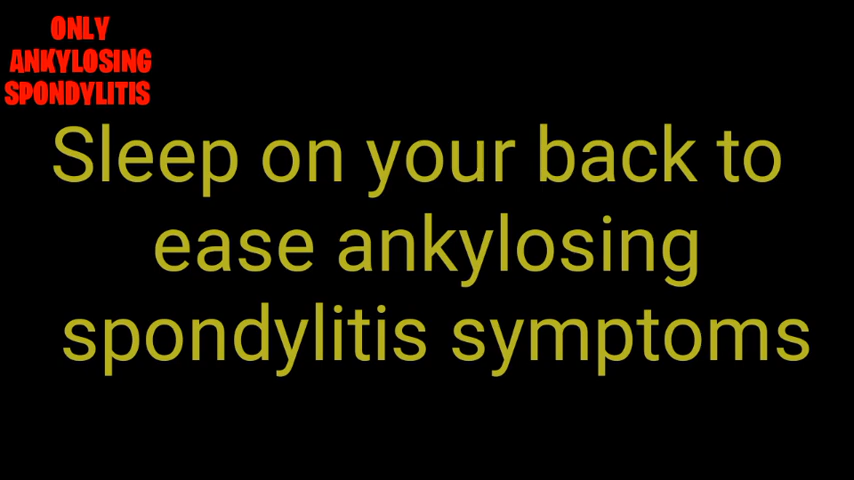 ONLY
ANKYLOSING
SPONDYLITIS
Sleep on your back to
ease ankylosing
spondylitis symptoms